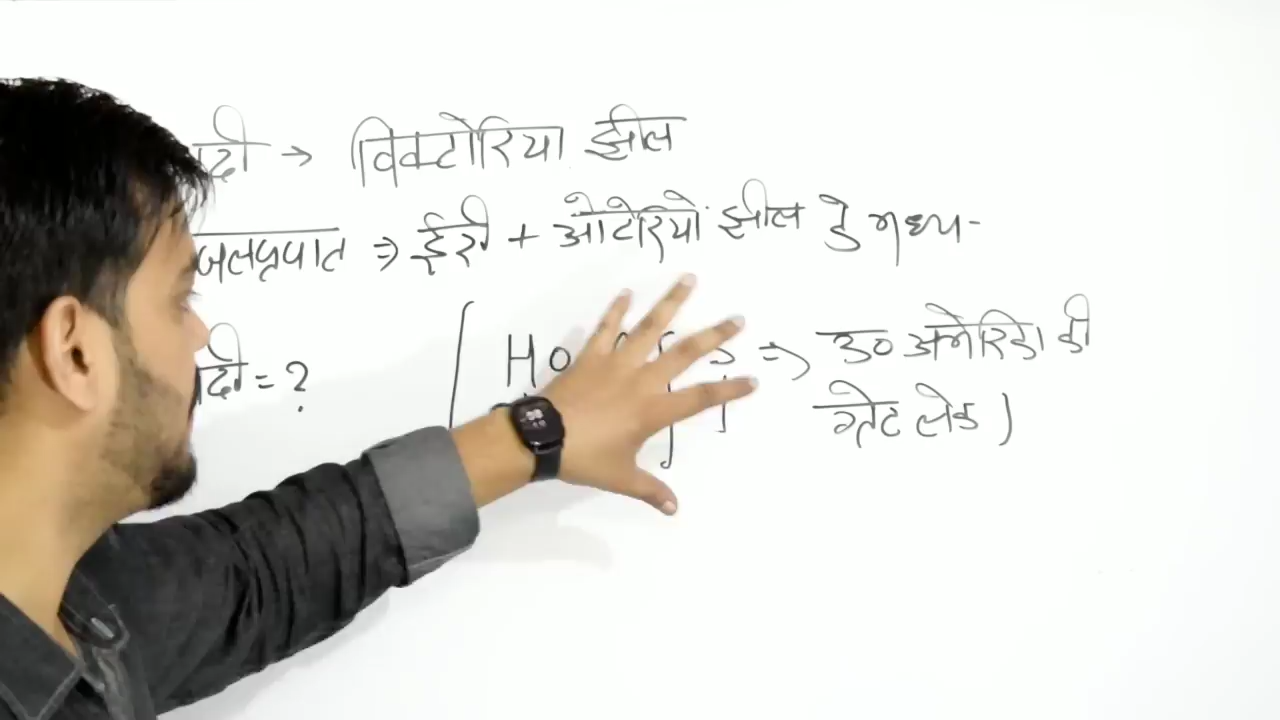 दी → विक्टोरिया झील
जलप्रपात ⇒ ईरी + ओंटेरियो झील के मध्य-
दी = ?
H o ⇒ उ० अमेरिका की
ग्रेट लेक)